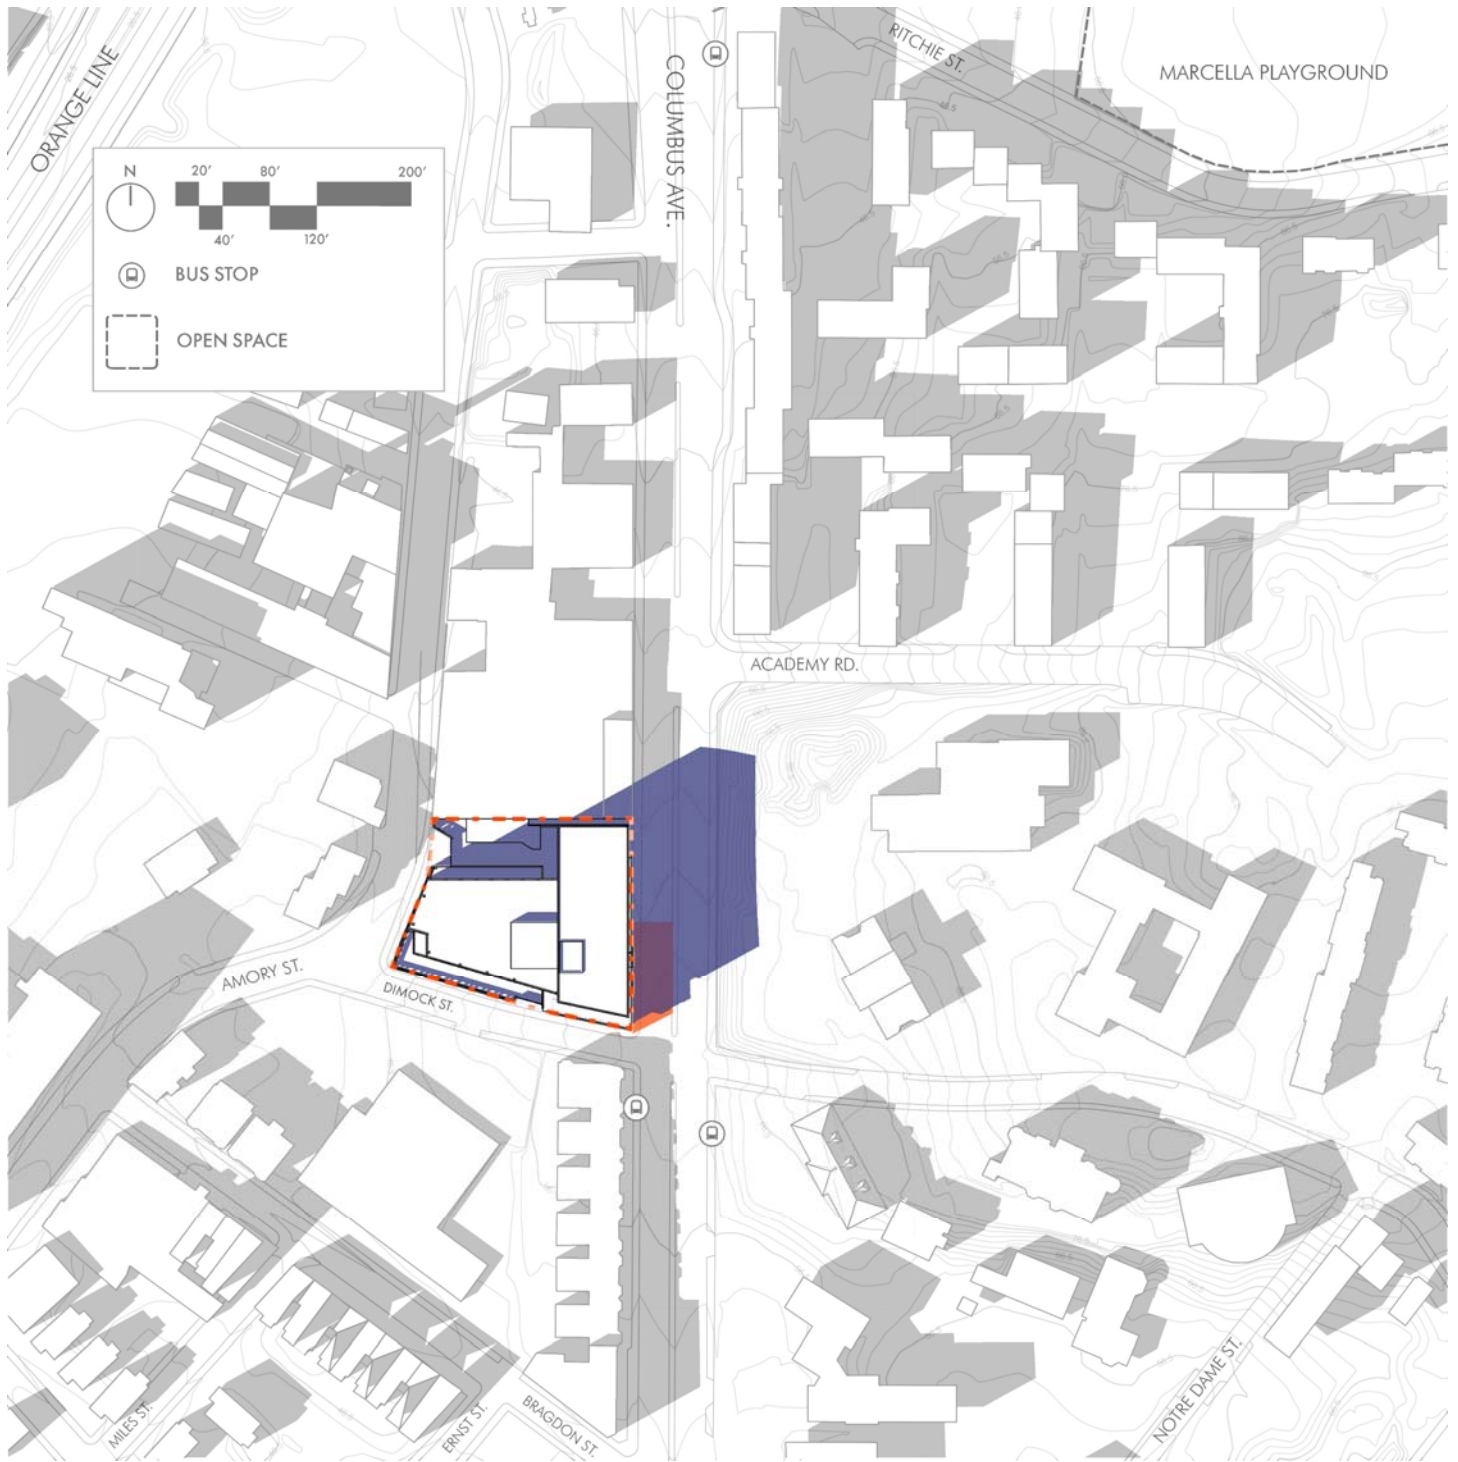 RITCHIE ST.
MARCELLA PLAYGROUND
ORANGE LINE
COLUMBUS AVE.
N
20'
80'
200'
40'
120'
BUS STOP
OPEN SPACE
ACADEMY RD.
AMORY ST.
DIMOCK ST.
MILES ST.
ERNST ST.
BRAGDON ST.
NOTRE DAME ST.